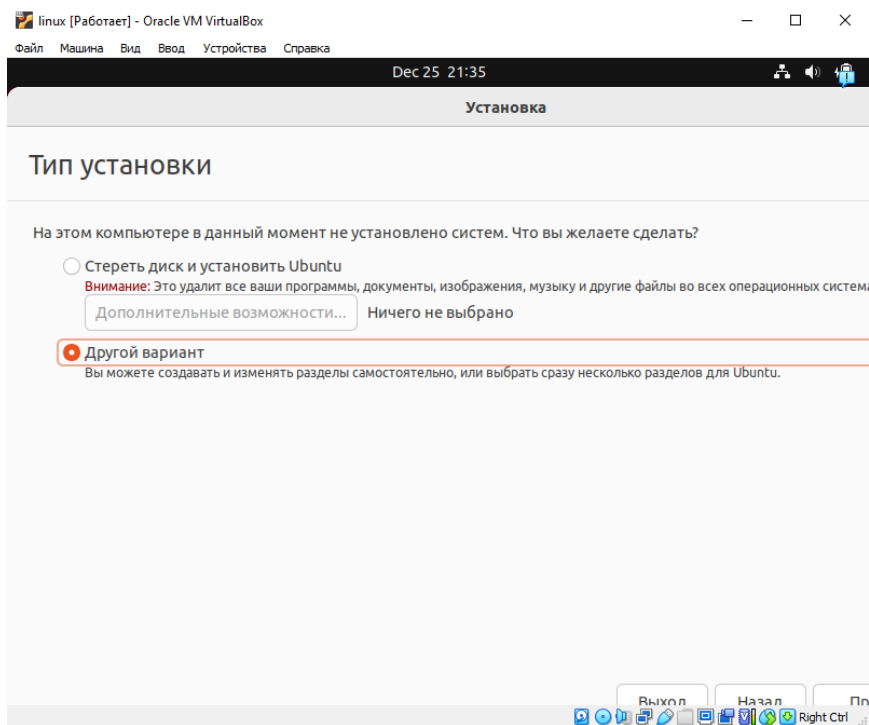 linux [Работает] - Oracle VM VirtualBox
Файл Машина Вид Ввод Устройства Справка
Dec 25 21:35
Установка
Тип установки
На этом компьютере в данный момент не установлено систем. Что вы желаете сделать?
Стереть диск и установить Ubuntu
Внимание: Это удалит все ваши программы, документы, изображения, музыку и другие файлы во всех операционных система
Дополнительные возможности... Ничего не выбрано
Другой вариант
Вы можете создавать и изменять разделы самостоятельно, или выбрать сразу несколько разделов для Ubuntu.
Выход Назад Пр
Right Ctrl